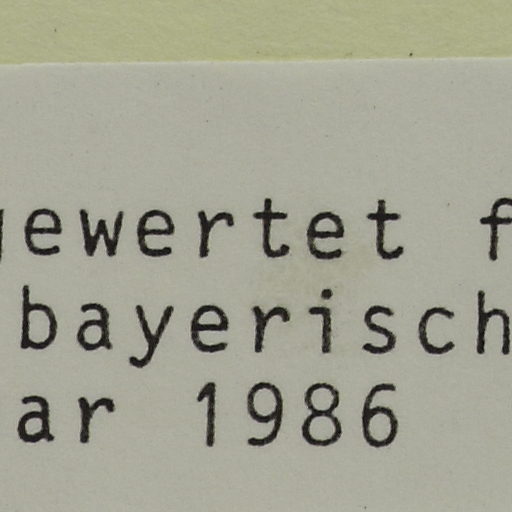 gewertet f
bayerisch
ar 1986